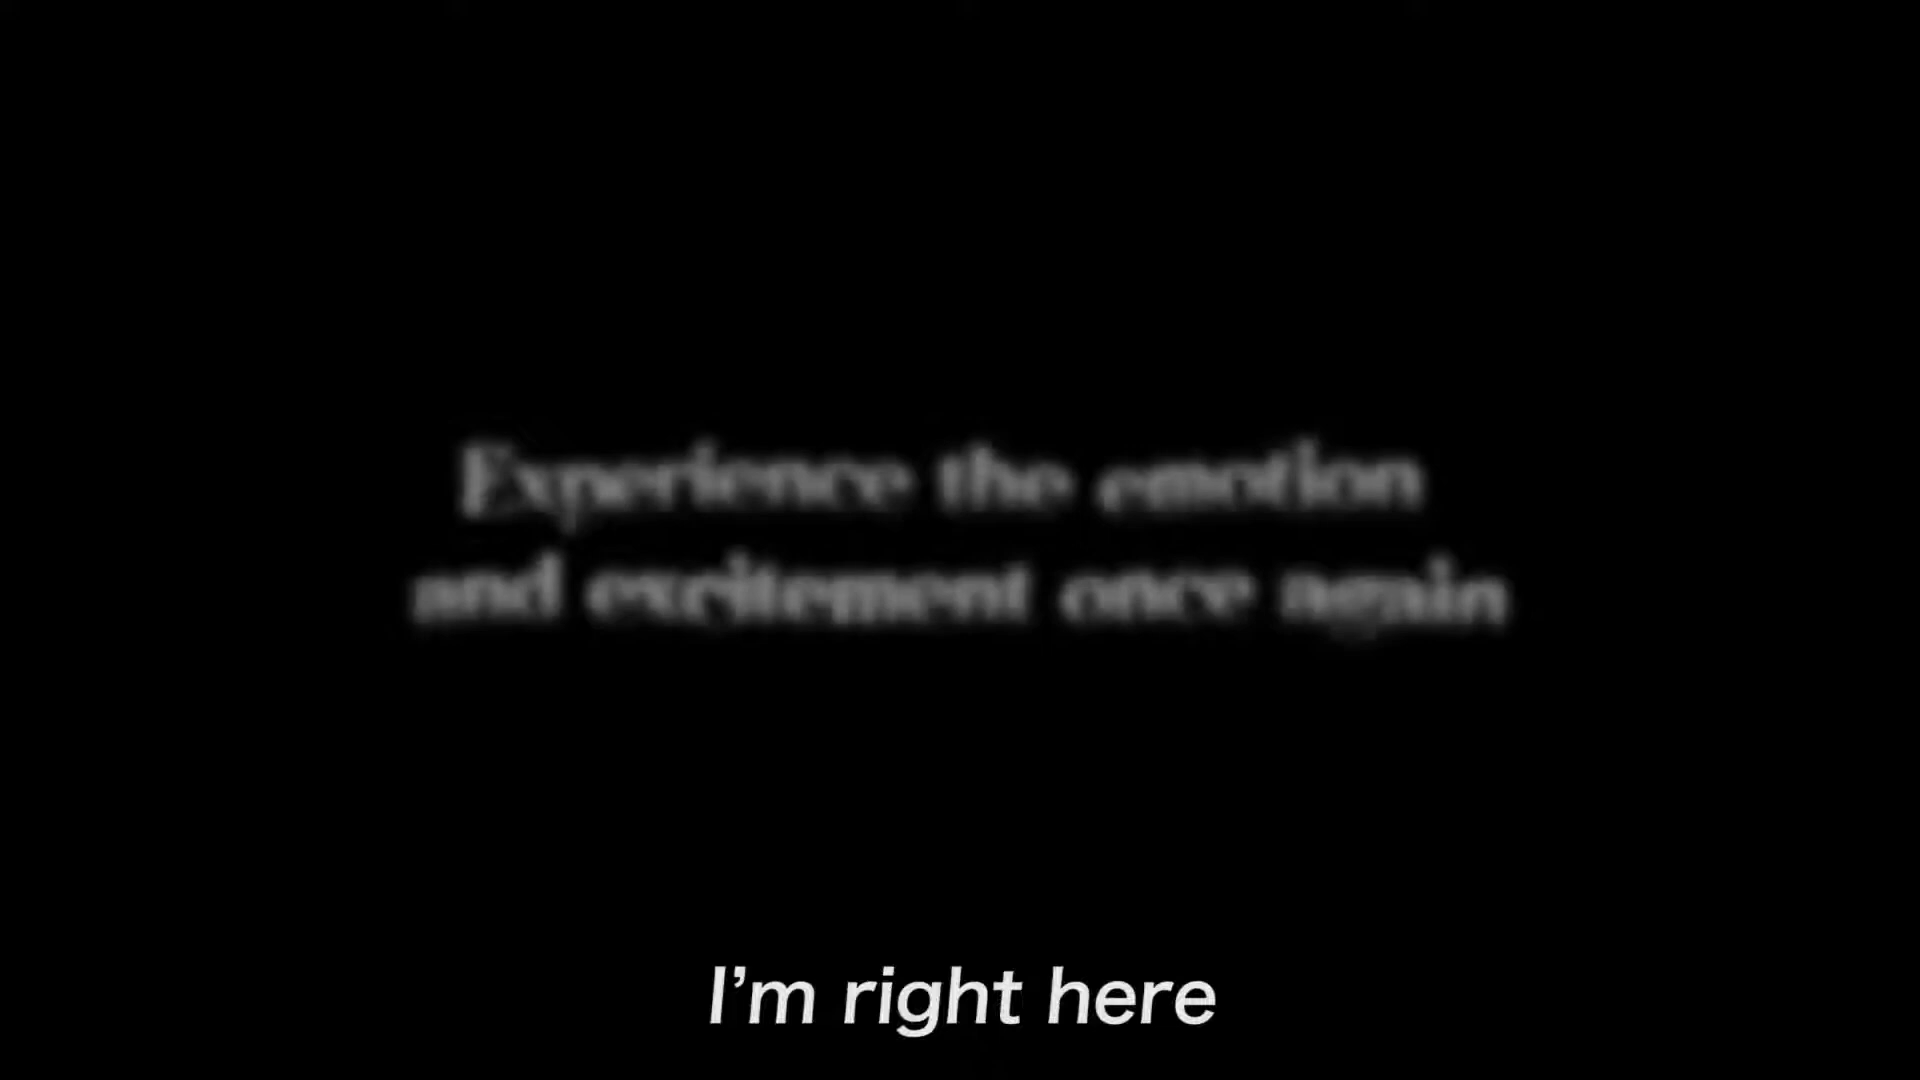 Experience the emotion
and excitement once again
I’m right here